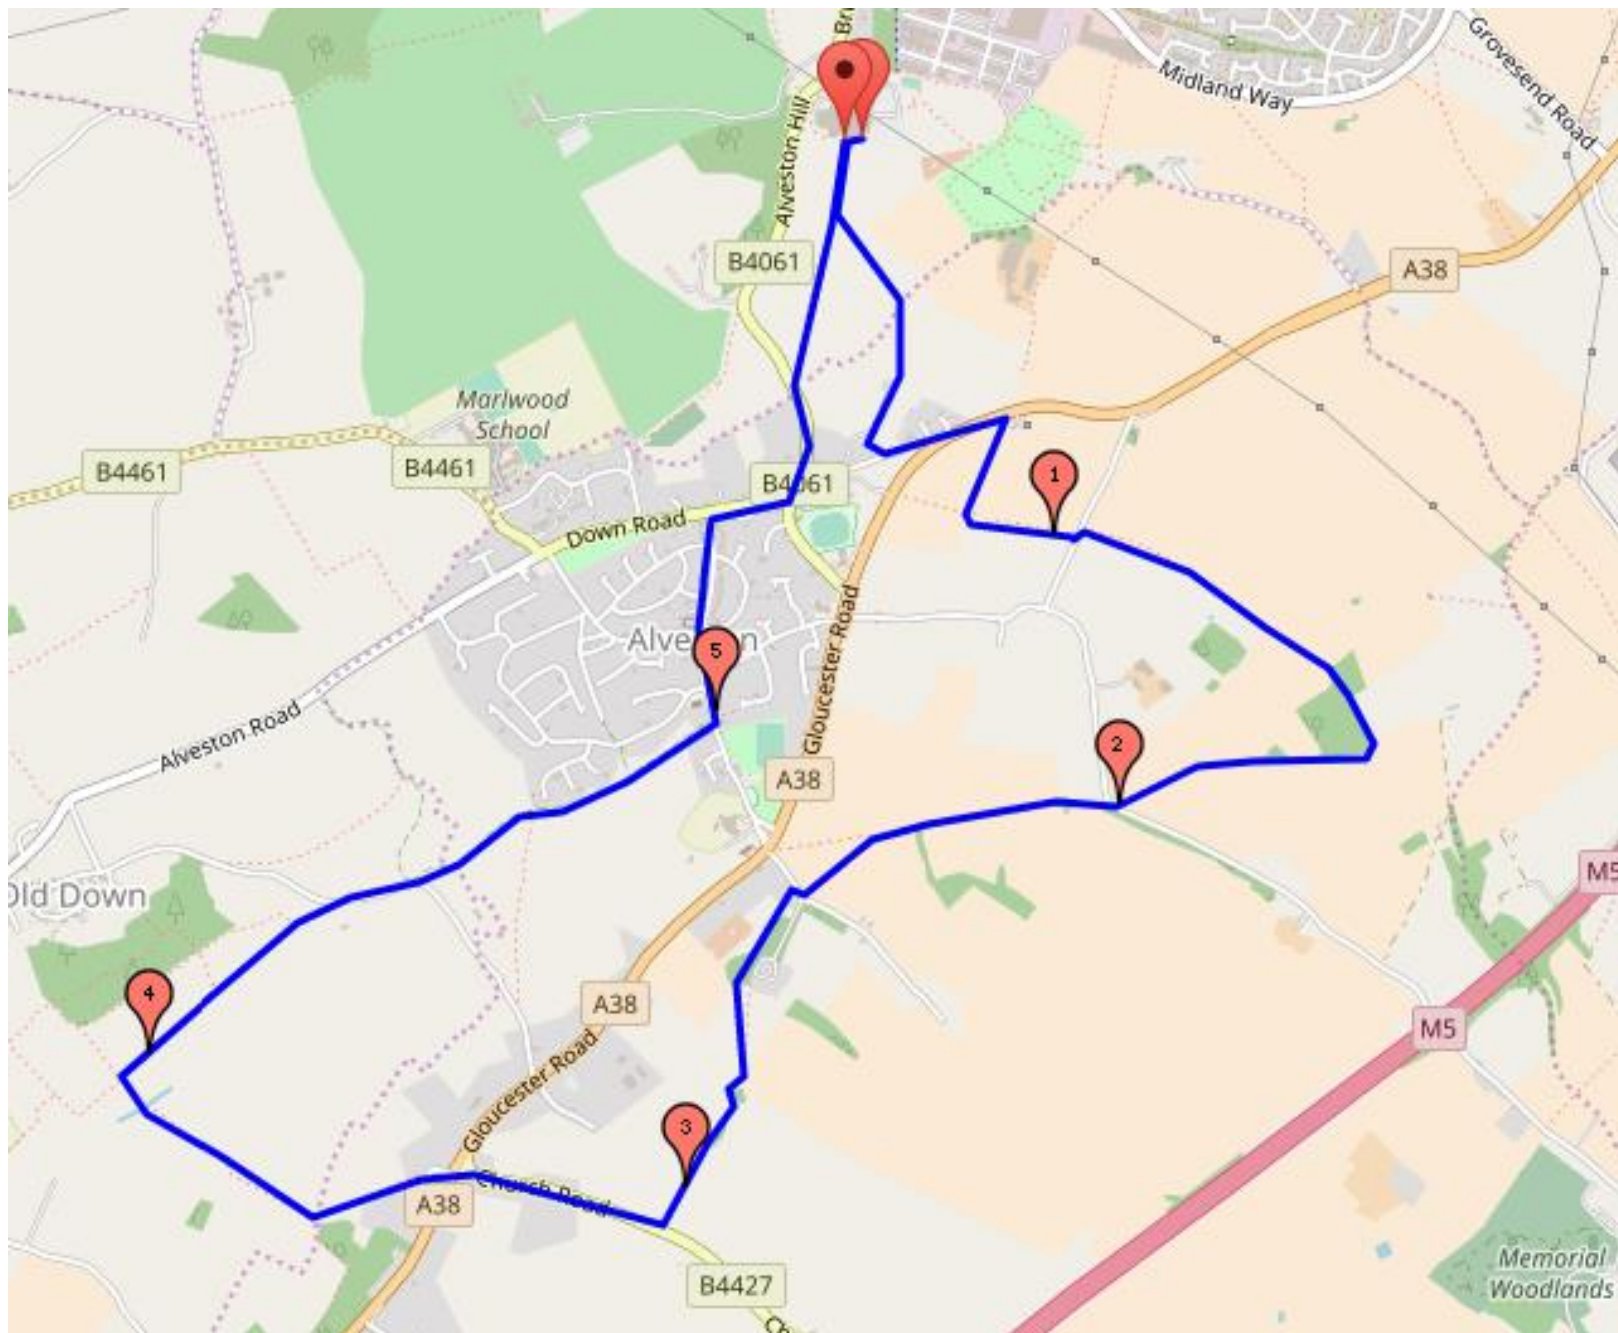 Midland Way
Grovesend Road
Alveston Hill
B4061
A38
Marlwood
School
B4461
B4461
B4061
1
Down Road
Gloucester Road
5
Alveston Road
2
A38
M5
Old Down
4
A38
M5
Gloucester Road
3
Church Road
A38
Memorial
Woodlands
B4427